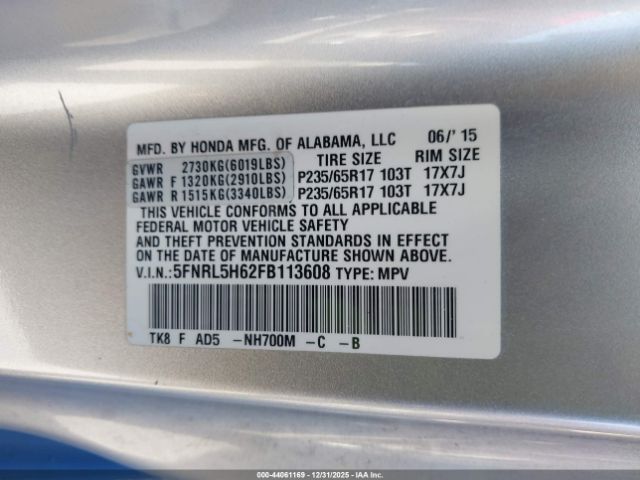 MFD. BY HONDA MFG. OF ALABAMA, LLC 06/'15
GVWR 2730KG(6019LBS) TIRE SIZE RIM SIZE
GAWR F 1320KG(2910LBS) P235/65R17 103T 17X7J
GAWR R 1515KG(3340LBS) P235/65R17 103T 17X7J
THIS VEHICLE CONFORMS TO ALL APPLICABLE
FEDERAL MOTOR VEHICLE SAFETY
AND THEFT PREVENTION STANDARDS IN EFFECT
ON THE DATE OF MANUFACTURE SHOWN ABOVE.
V.I.N.:5FNRL5H62FB113608 TYPE: MPV
TK8 F AD5 -NH700M -C -B
000-44061169 | 12/31/2025 - IAAI.COM